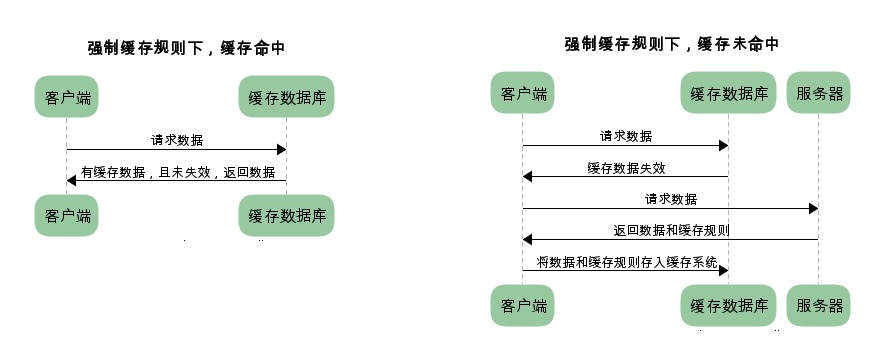 强制缓存规则下，缓存命中
客户端
缓存数据库
请求数据
有缓存数据，且未失效，返回数据
客户端
缓存数据库
强制缓存规则下，缓存未命中
客户端
缓存数据库
服务器
请求数据
缓存数据失效
请求数据
返回数据和缓存规则
将数据和缓存规则存入缓存系统
客户端
缓存数据库
服务器